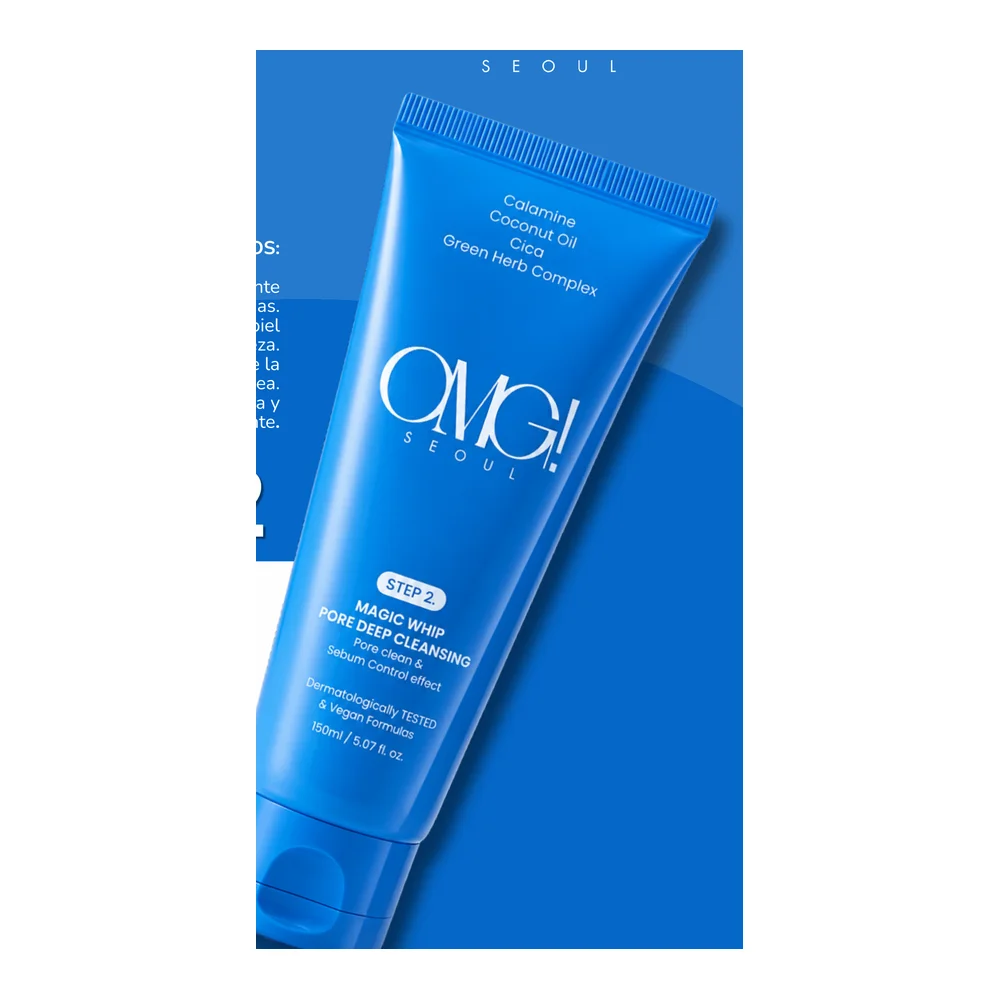 SEOUL
Calamine
Coconut Oil
Cica
Green Herb Complex
OMG!
SEOUL
STEP 2.
MAGIC WHIP
PORE DEEP CLEANSING
Pore clean &
Sebum Control effect
Dermatologically TESTED
& Vegan Formulas
150ml / 5.07 fl. oz.
la
y